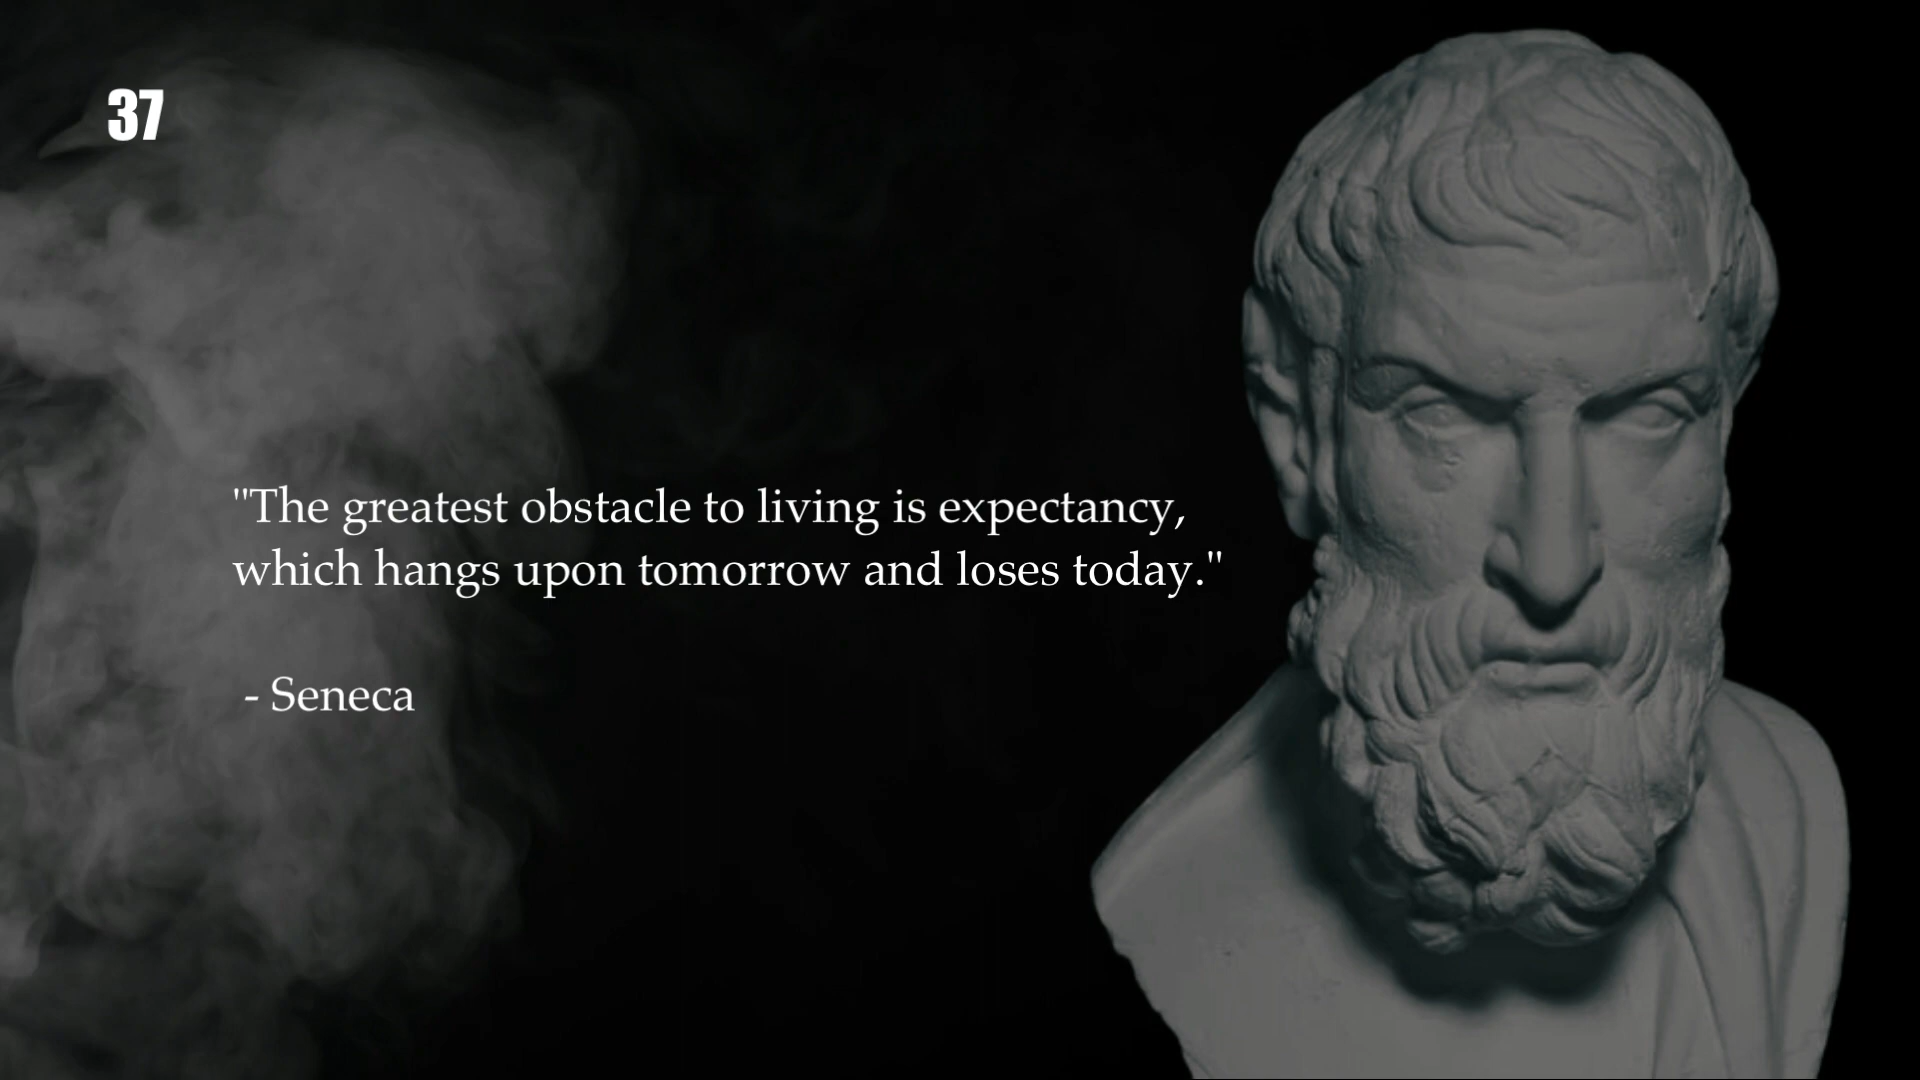 37
"The greatest obstacle to living is expectancy,
which hangs upon tomorrow and loses today."
- Seneca